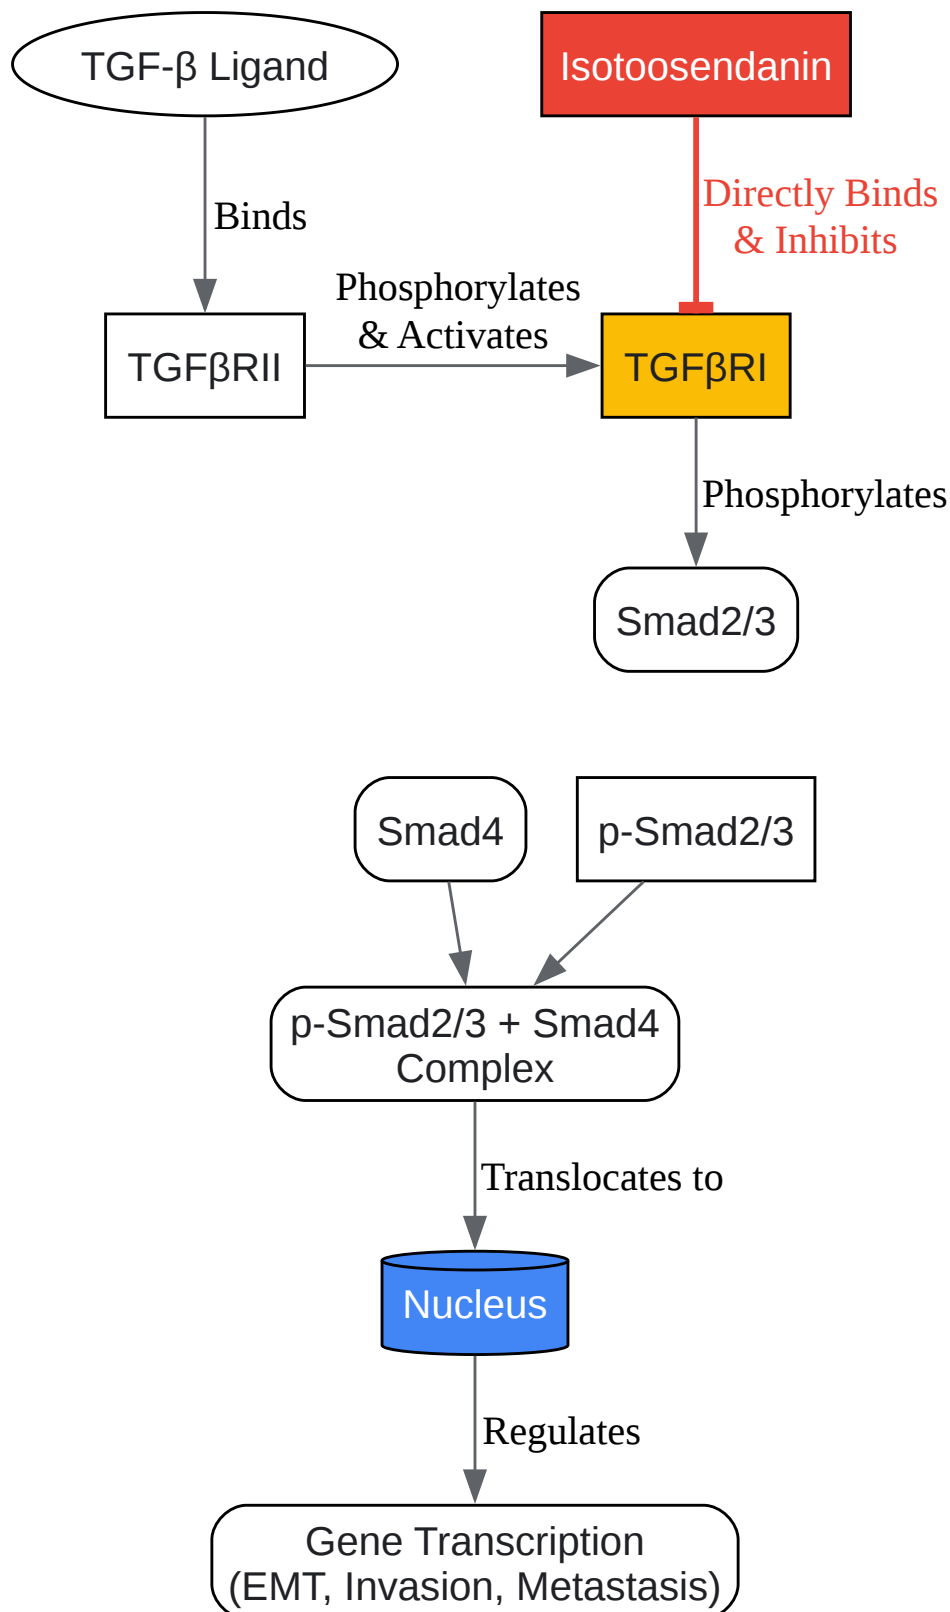 TGF-β Ligand
Isotoosendanin
Binds
Directly Binds
& Inhibits
Phosphorylates
& Activates
TGFβRII
TGFβRI
Phosphorylates
Smad2/3
Smad4
p-Smad2/3
p-Smad2/3 + Smad4
Complex
Translocates to
Nucleus
Regulates
Gene Transcription
(EMT, Invasion, Metastasis)